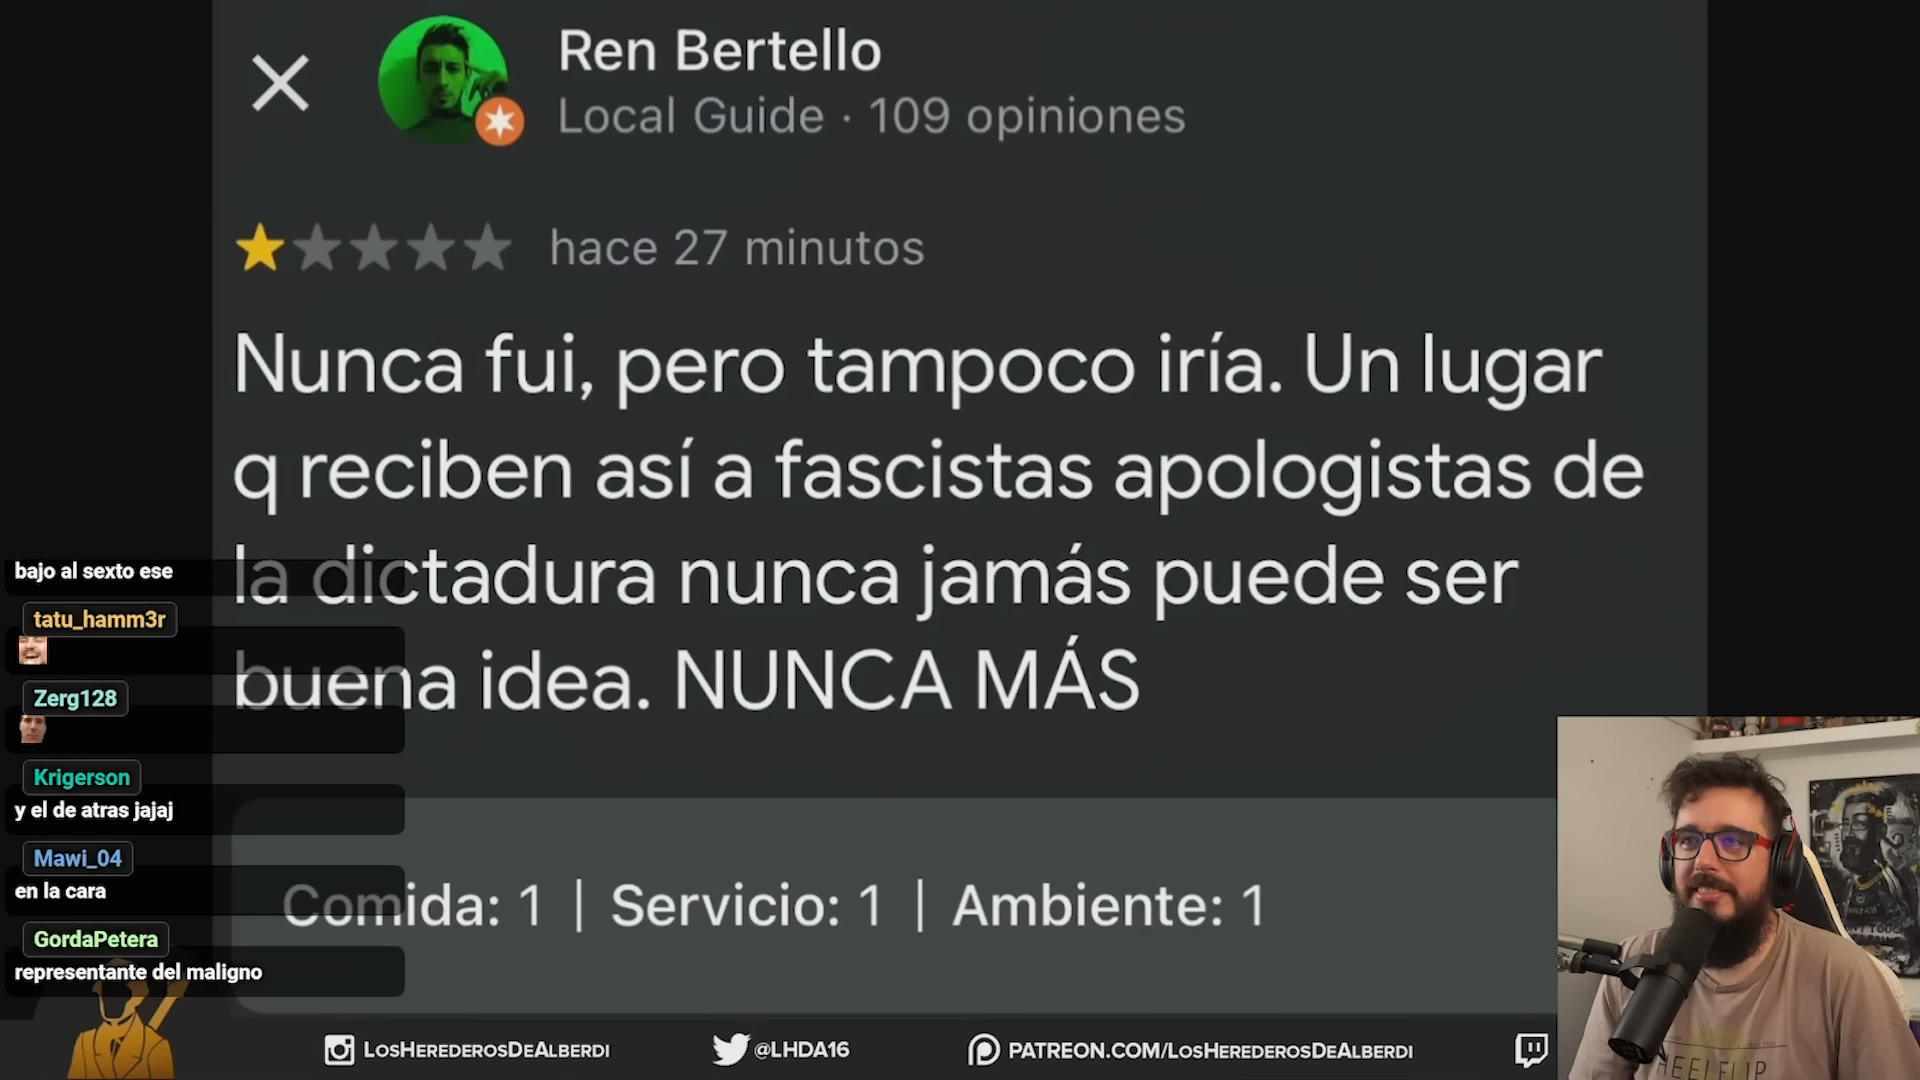 Ren Bertello
Local Guide · 109 opiniones
hace 27 minutos
Nunca fui, pero tampoco iría. Un lugar
q reciben así a fascistas apologistas de
la dictadura nunca jamás puede ser
buena idea. NUNCA MÁS
Comida: 1 | Servicio: 1 | Ambiente: 1
bajo al sexto ese
tatu_hamm3r
Zerg128
Krigerson
y el de atras jajaj
Mawi_04
en la cara
GordaPetera
representante del maligno
LOSHEREDEROSDEALBERDI
@LHDA16
PATREON.COM/LOSHEREDEROSDEALBERDI
HEELFLIP